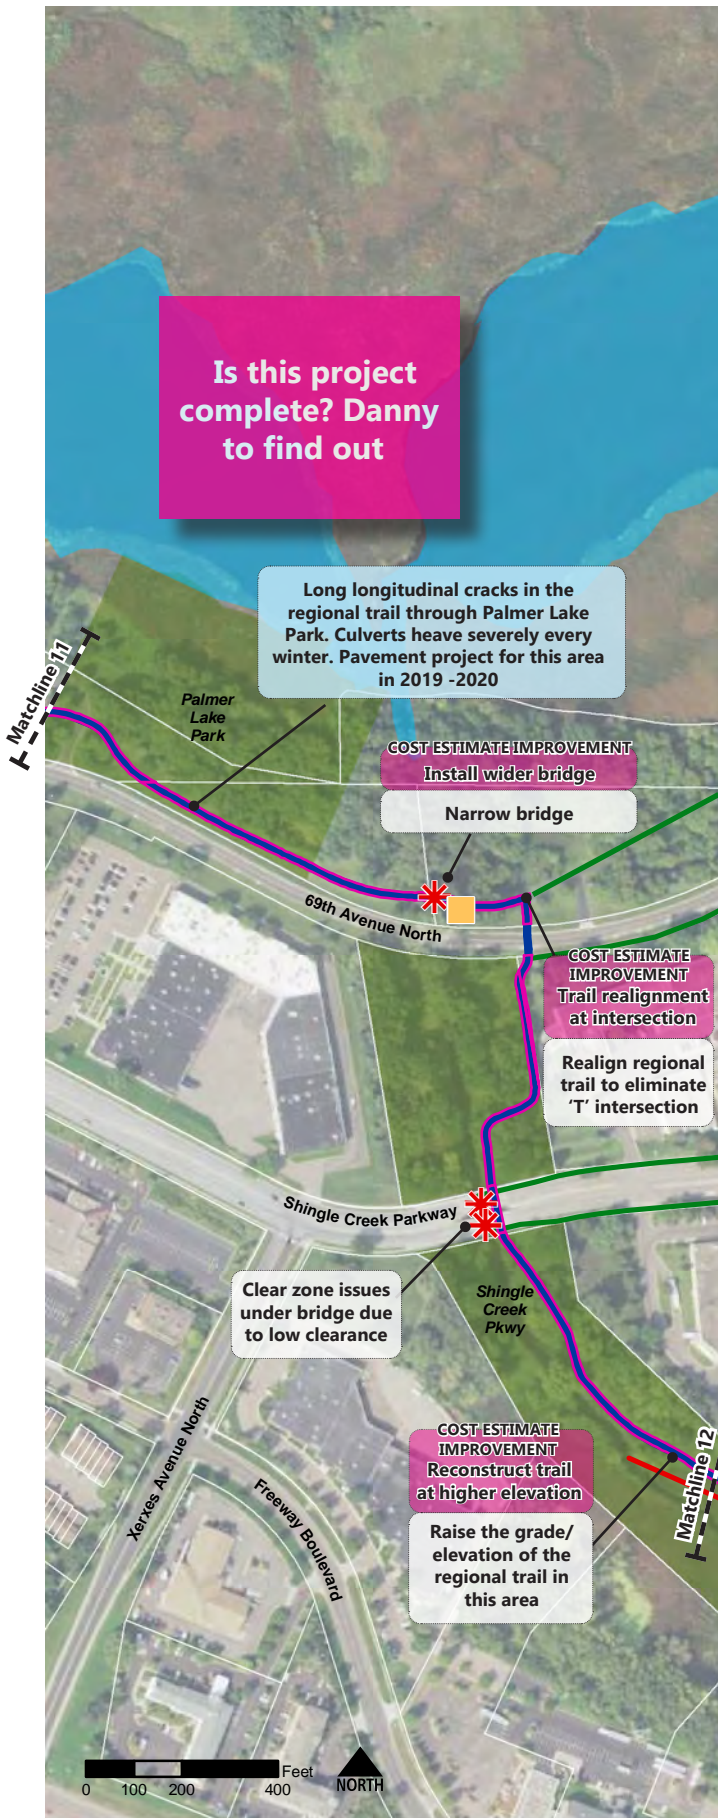 Is this project
complete? Danny
to find out
Long longitudinal cracks in the
regional trail through Palmer Lake
Park. Culverts heave severely every
winter. Pavement project for this area
in 2019 -2020
Matchline 11
Palmer
Lake
Park
COST ESTIMATE IMPROVEMENT
Install wider bridge
Narrow bridge
69th Avenue North
COST ESTIMATE
IMPROVEMENT
Trail realignment
at intersection
Realign regional
trail to eliminate
‘T’ intersection
Shingle Creek Parkway
Clear zone issues
under bridge due
to low clearance
Shingle
Creek
Pkwy
Xerxes Avenue North
Freeway Boulevard
COST ESTIMATE
IMPROVEMENT
Reconstruct trail
at higher elevation
Matchline 12
Raise the grade/
elevation of the
regional trail in
this area
Feet
0 100 200 400
NORTH